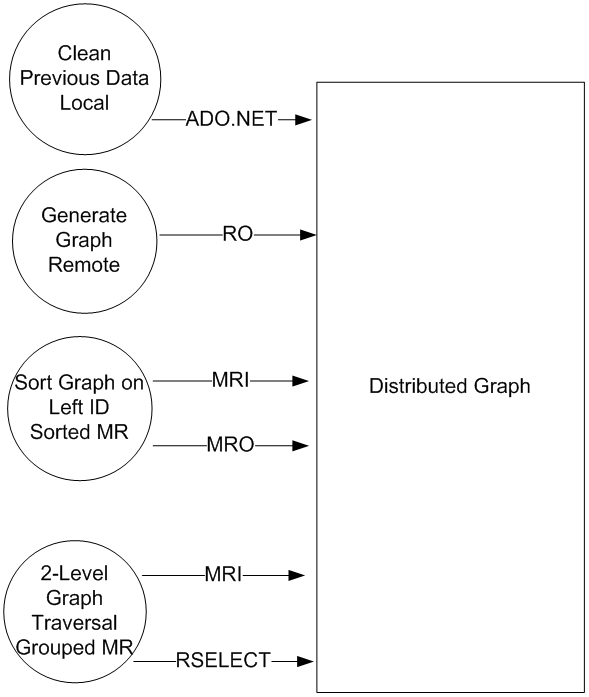 Clean
Previous Data
Local
ADO.NET
Generate
Graph
Remote
RO
Sort Graph on
Left ID
Sorted MR
MRI
MRO
Distributed Graph
2-Level
Graph
Traversal
Grouped MR
MRI
RSELECT